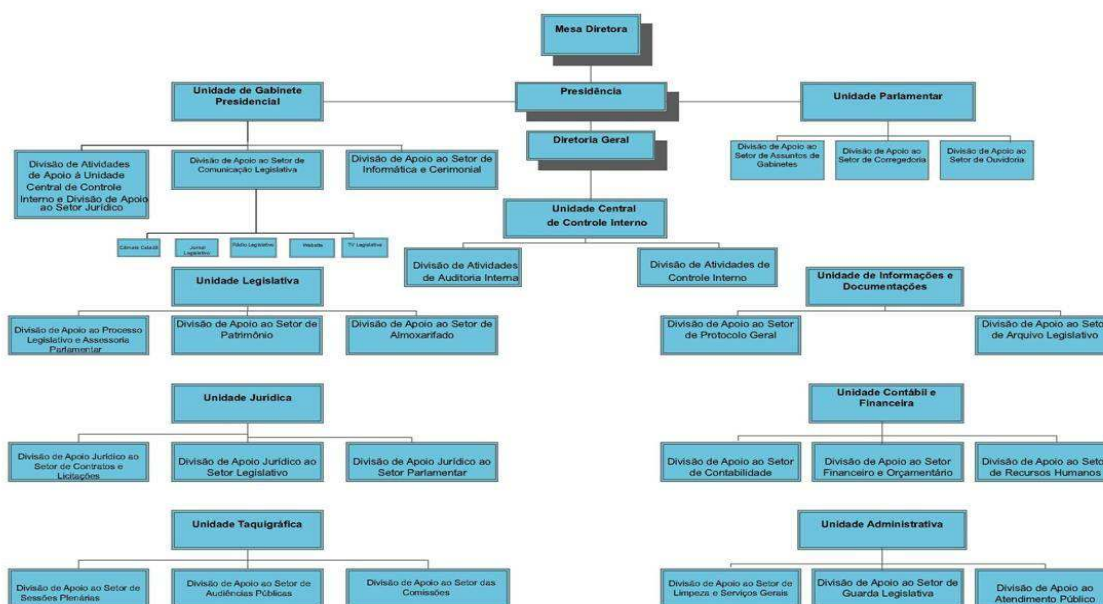 Mesa Diretora
Unidade de Gabinete
Presidencial
Presidência
Unidade Parlamentar
Diretoria Geral
Divisão de Atividades
de Apoio à Unidade
Central de Controle
Interno e Divisão de Apoio
ao Setor Jurídico
Divisão de Apoio ao Setor de
Comunicação Legislativa
Divisão de Apoio ao Setor de
Informática e Cerimonial
Divisão de Apoio ao
Setor de Assuntos de
Gabinetes
Divisão de Apoio ao
Setor de Corregedoria
Divisão de Apoio ao
Setor de Ouvidoria
Unidade Central
de Controle Interno
Jornal
Legislativo
Rádio Legislativa
Website
TV Legislativa
Divisão de Atividades
de Auditoria Interna
Divisão de Atividades de
Controle Interno
Unidade Legislativa
Unidade de Informações e
Documentações
Divisão de Apoio ao Processo
Legislativo e Assessoria
Parlamentar
Divisão de Apoio ao Setor de
Patrimônio
Divisão de Apoio ao Setor de
Almoxarifado
Divisão de Apoio ao Setor
de Protocolo Geral
Divisão de Apoio ao Setor
de Arquivo Legislativo
Unidade Jurídica
Unidade Contábil e
Financeira
Divisão de Apoio Jurídico ao
Setor de Contratos e
Licitações
Divisão de Apoio Jurídico ao
Setor Legislativo
Divisão de Apoio Jurídico ao
Setor Parlamentar
Divisão de Apoio ao Setor
de Contabilidade
Divisão de Apoio ao Setor
Financeiro e Orçamentário
Divisão de Apoio ao Setor
de Recursos Humanos
Unidade Taquigráfica
Unidade Administrativa
Divisão de Apoio ao Setor de
Sessões Plenárias
Divisão de Apoio ao Setor de
Audiências Públicas
Divisão de Apoio ao Setor das
Comissões
Divisão de Apoio ao Setor de
Limpeza e Serviços Gerais
Divisão de Apoio ao Setor de
Guarda Legislativa
Divisão de Apoio ao
Atendimento Público